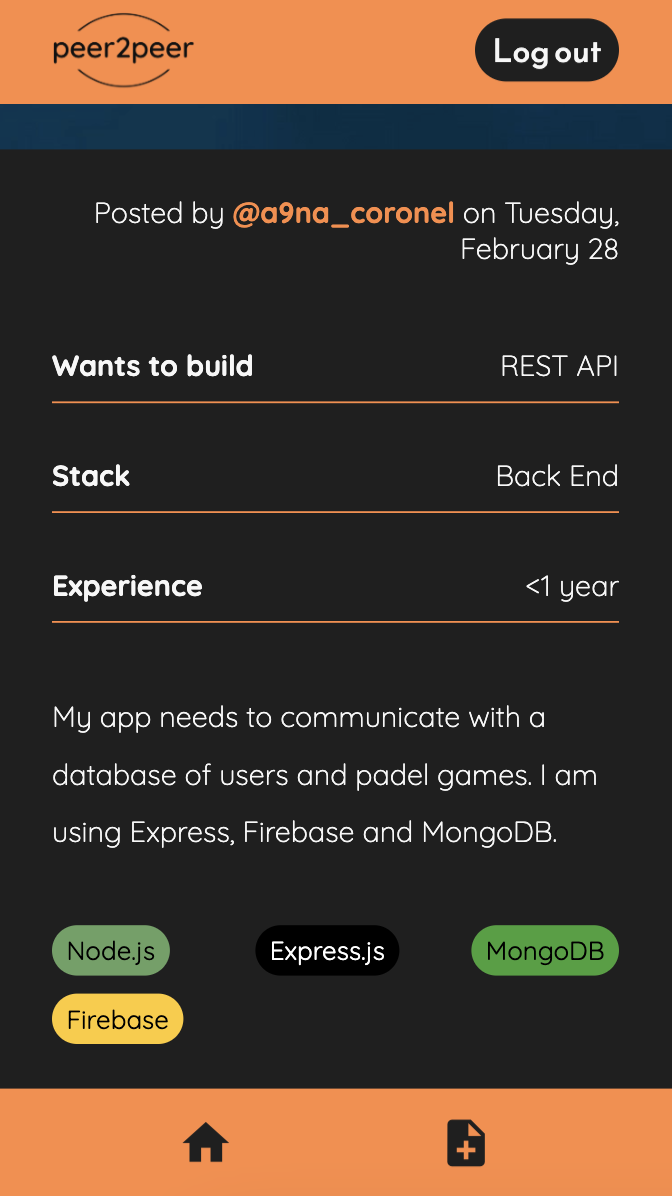 peer2peer
Log out
Posted by @a9na_coronel on Tuesday,
February 28
Wants to build REST API
Stack Back End
Experience <1 year
My app needs to communicate with a
database of users and padel games. I am
using Express, Firebase and MongoDB.
Node.js Express.js MongoDB
Firebase